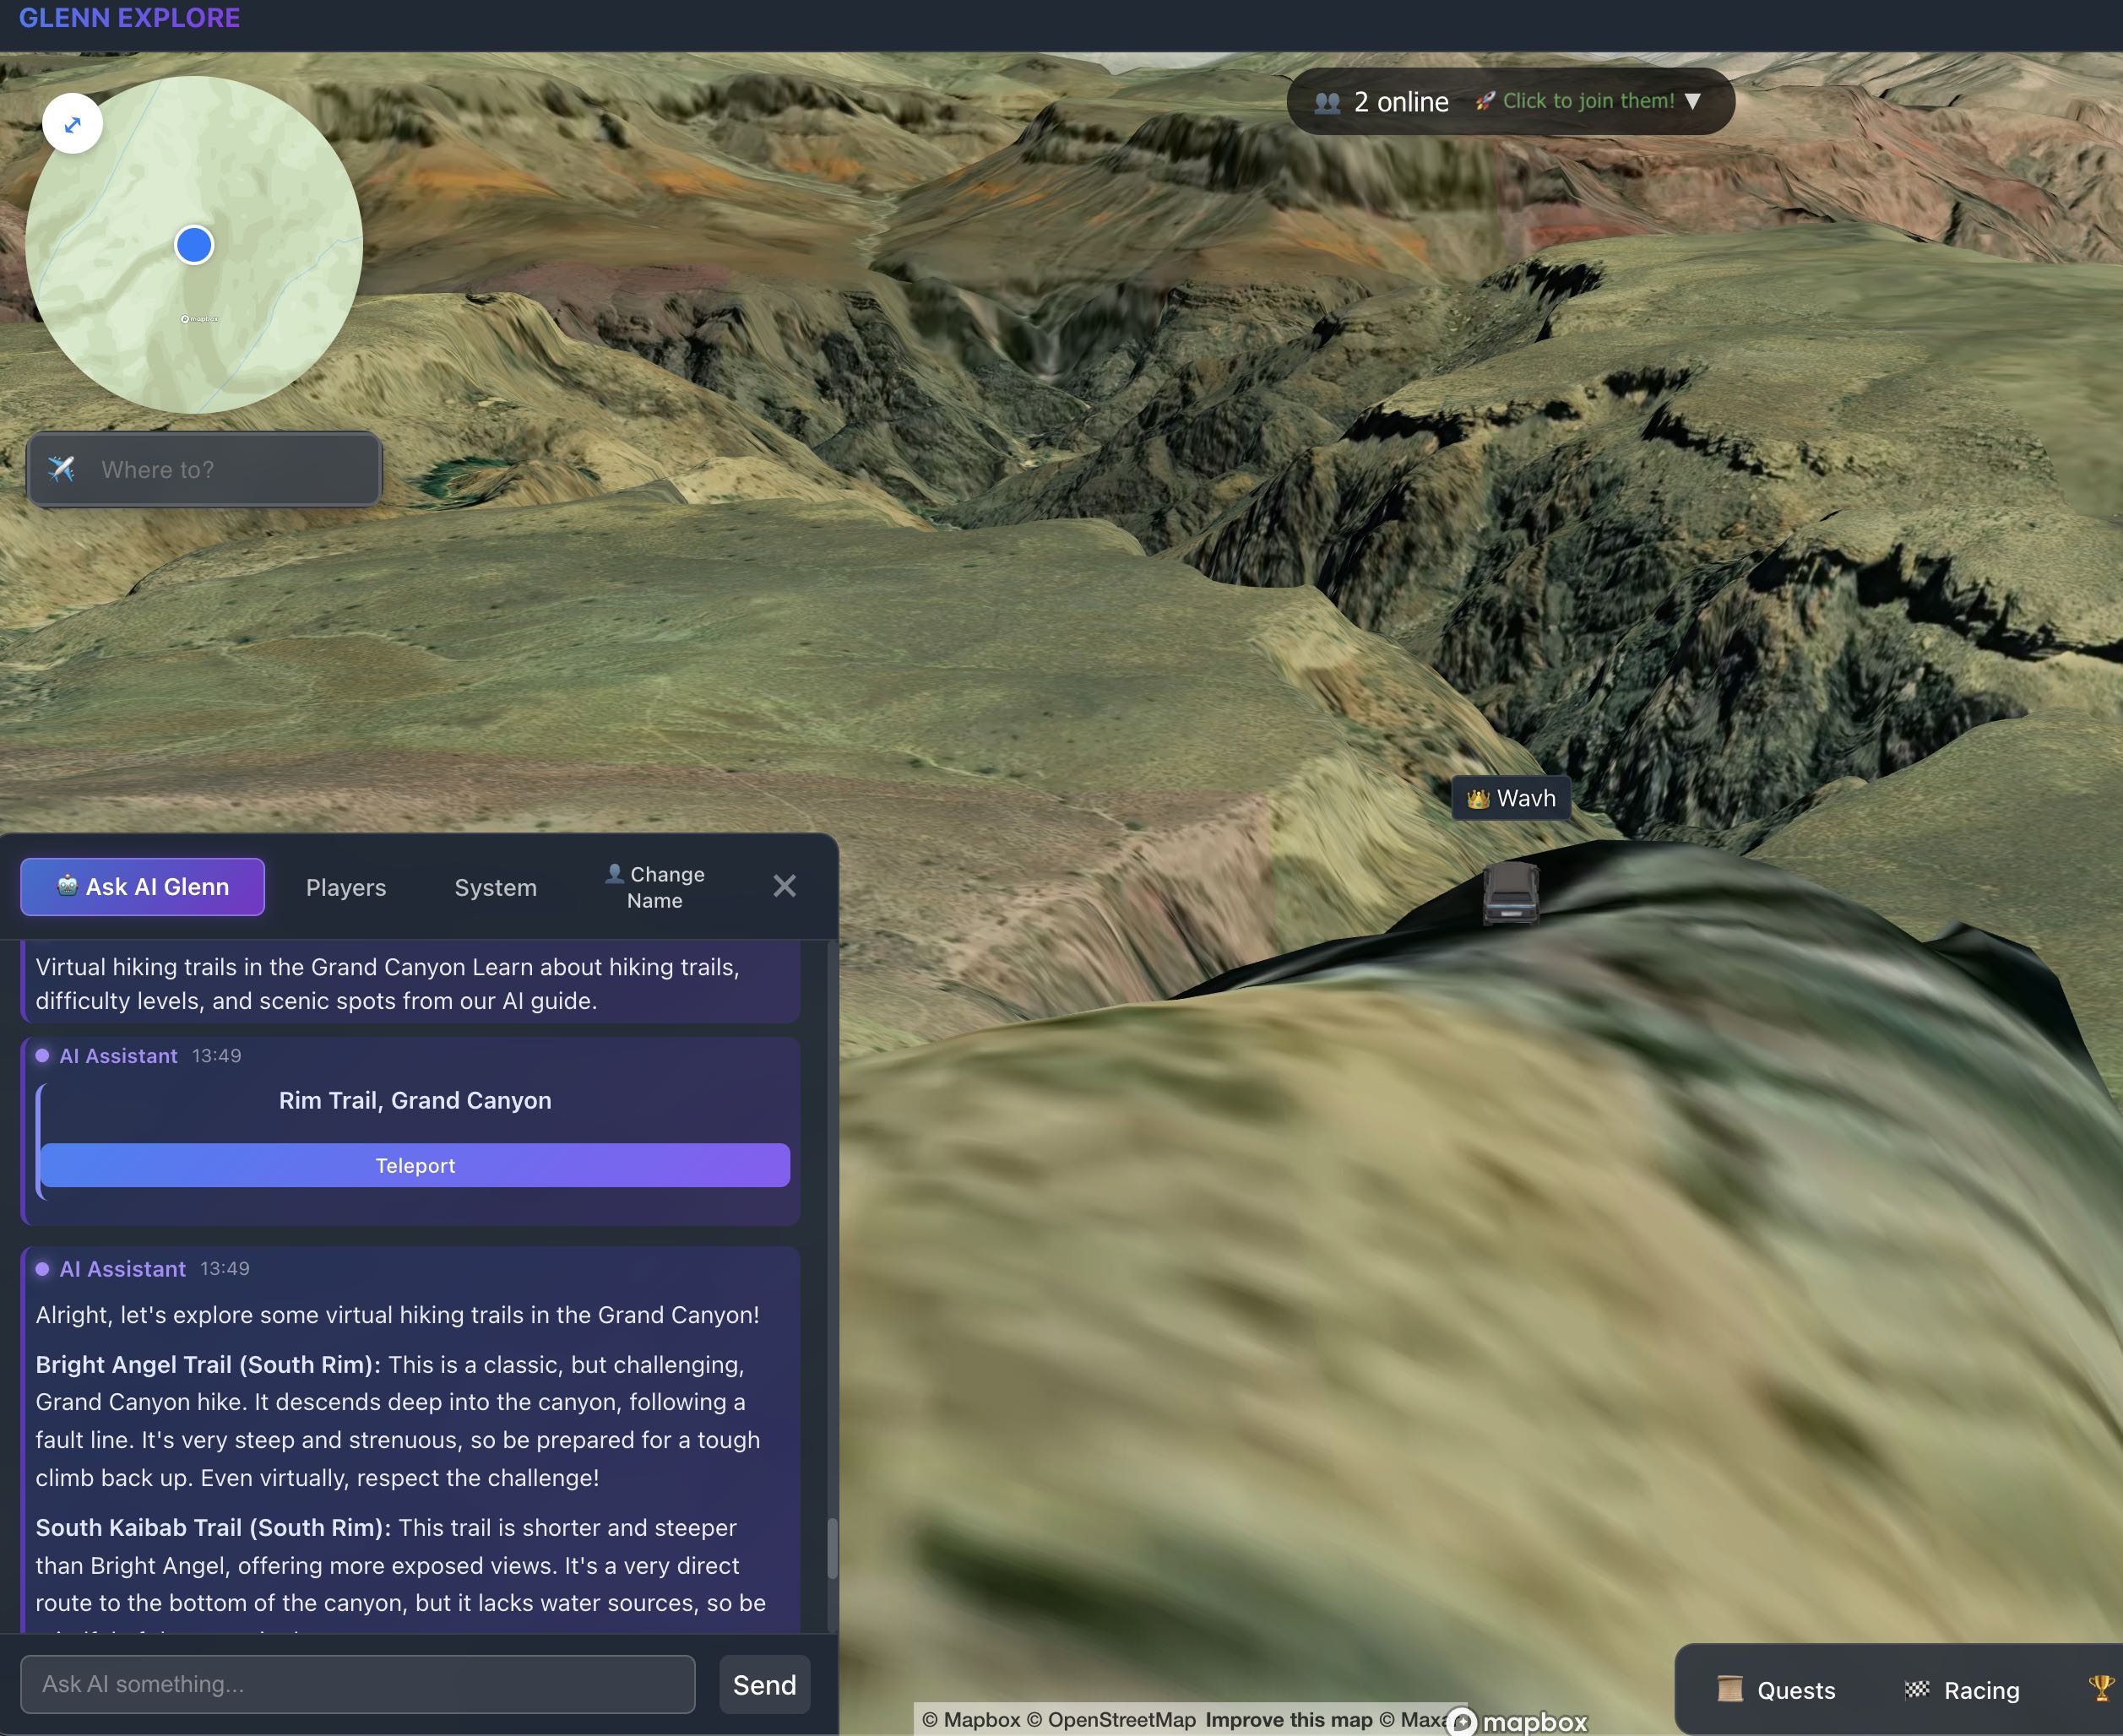 GLENN EXPLORE
2 online Click to join them! ▼
mapbox
Where to?
Wavh
Ask AI Glenn
Players
System
Change
Name
Virtual hiking trails in the Grand Canyon Learn about hiking trails,
difficulty levels, and scenic spots from our AI guide.
AI Assistant 13:49
Rim Trail, Grand Canyon
Teleport
AI Assistant 13:49
Alright, let's explore some virtual hiking trails in the Grand Canyon!
Bright Angel Trail (South Rim): This is a classic, but challenging,
Grand Canyon hike. It descends deep into the canyon, following a
fault line. It's very steep and strenuous, so be prepared for a tough
climb back up. Even virtually, respect the challenge!
South Kaibab Trail (South Rim): This trail is shorter and steeper
than Bright Angel, offering more exposed views. It's a very direct
route to the bottom of the canyon, but it lacks water sources, so be
Ask AI something...
Send
Quests
Racing
© Mapbox © OpenStreetMap Improve this map ©
mapbox